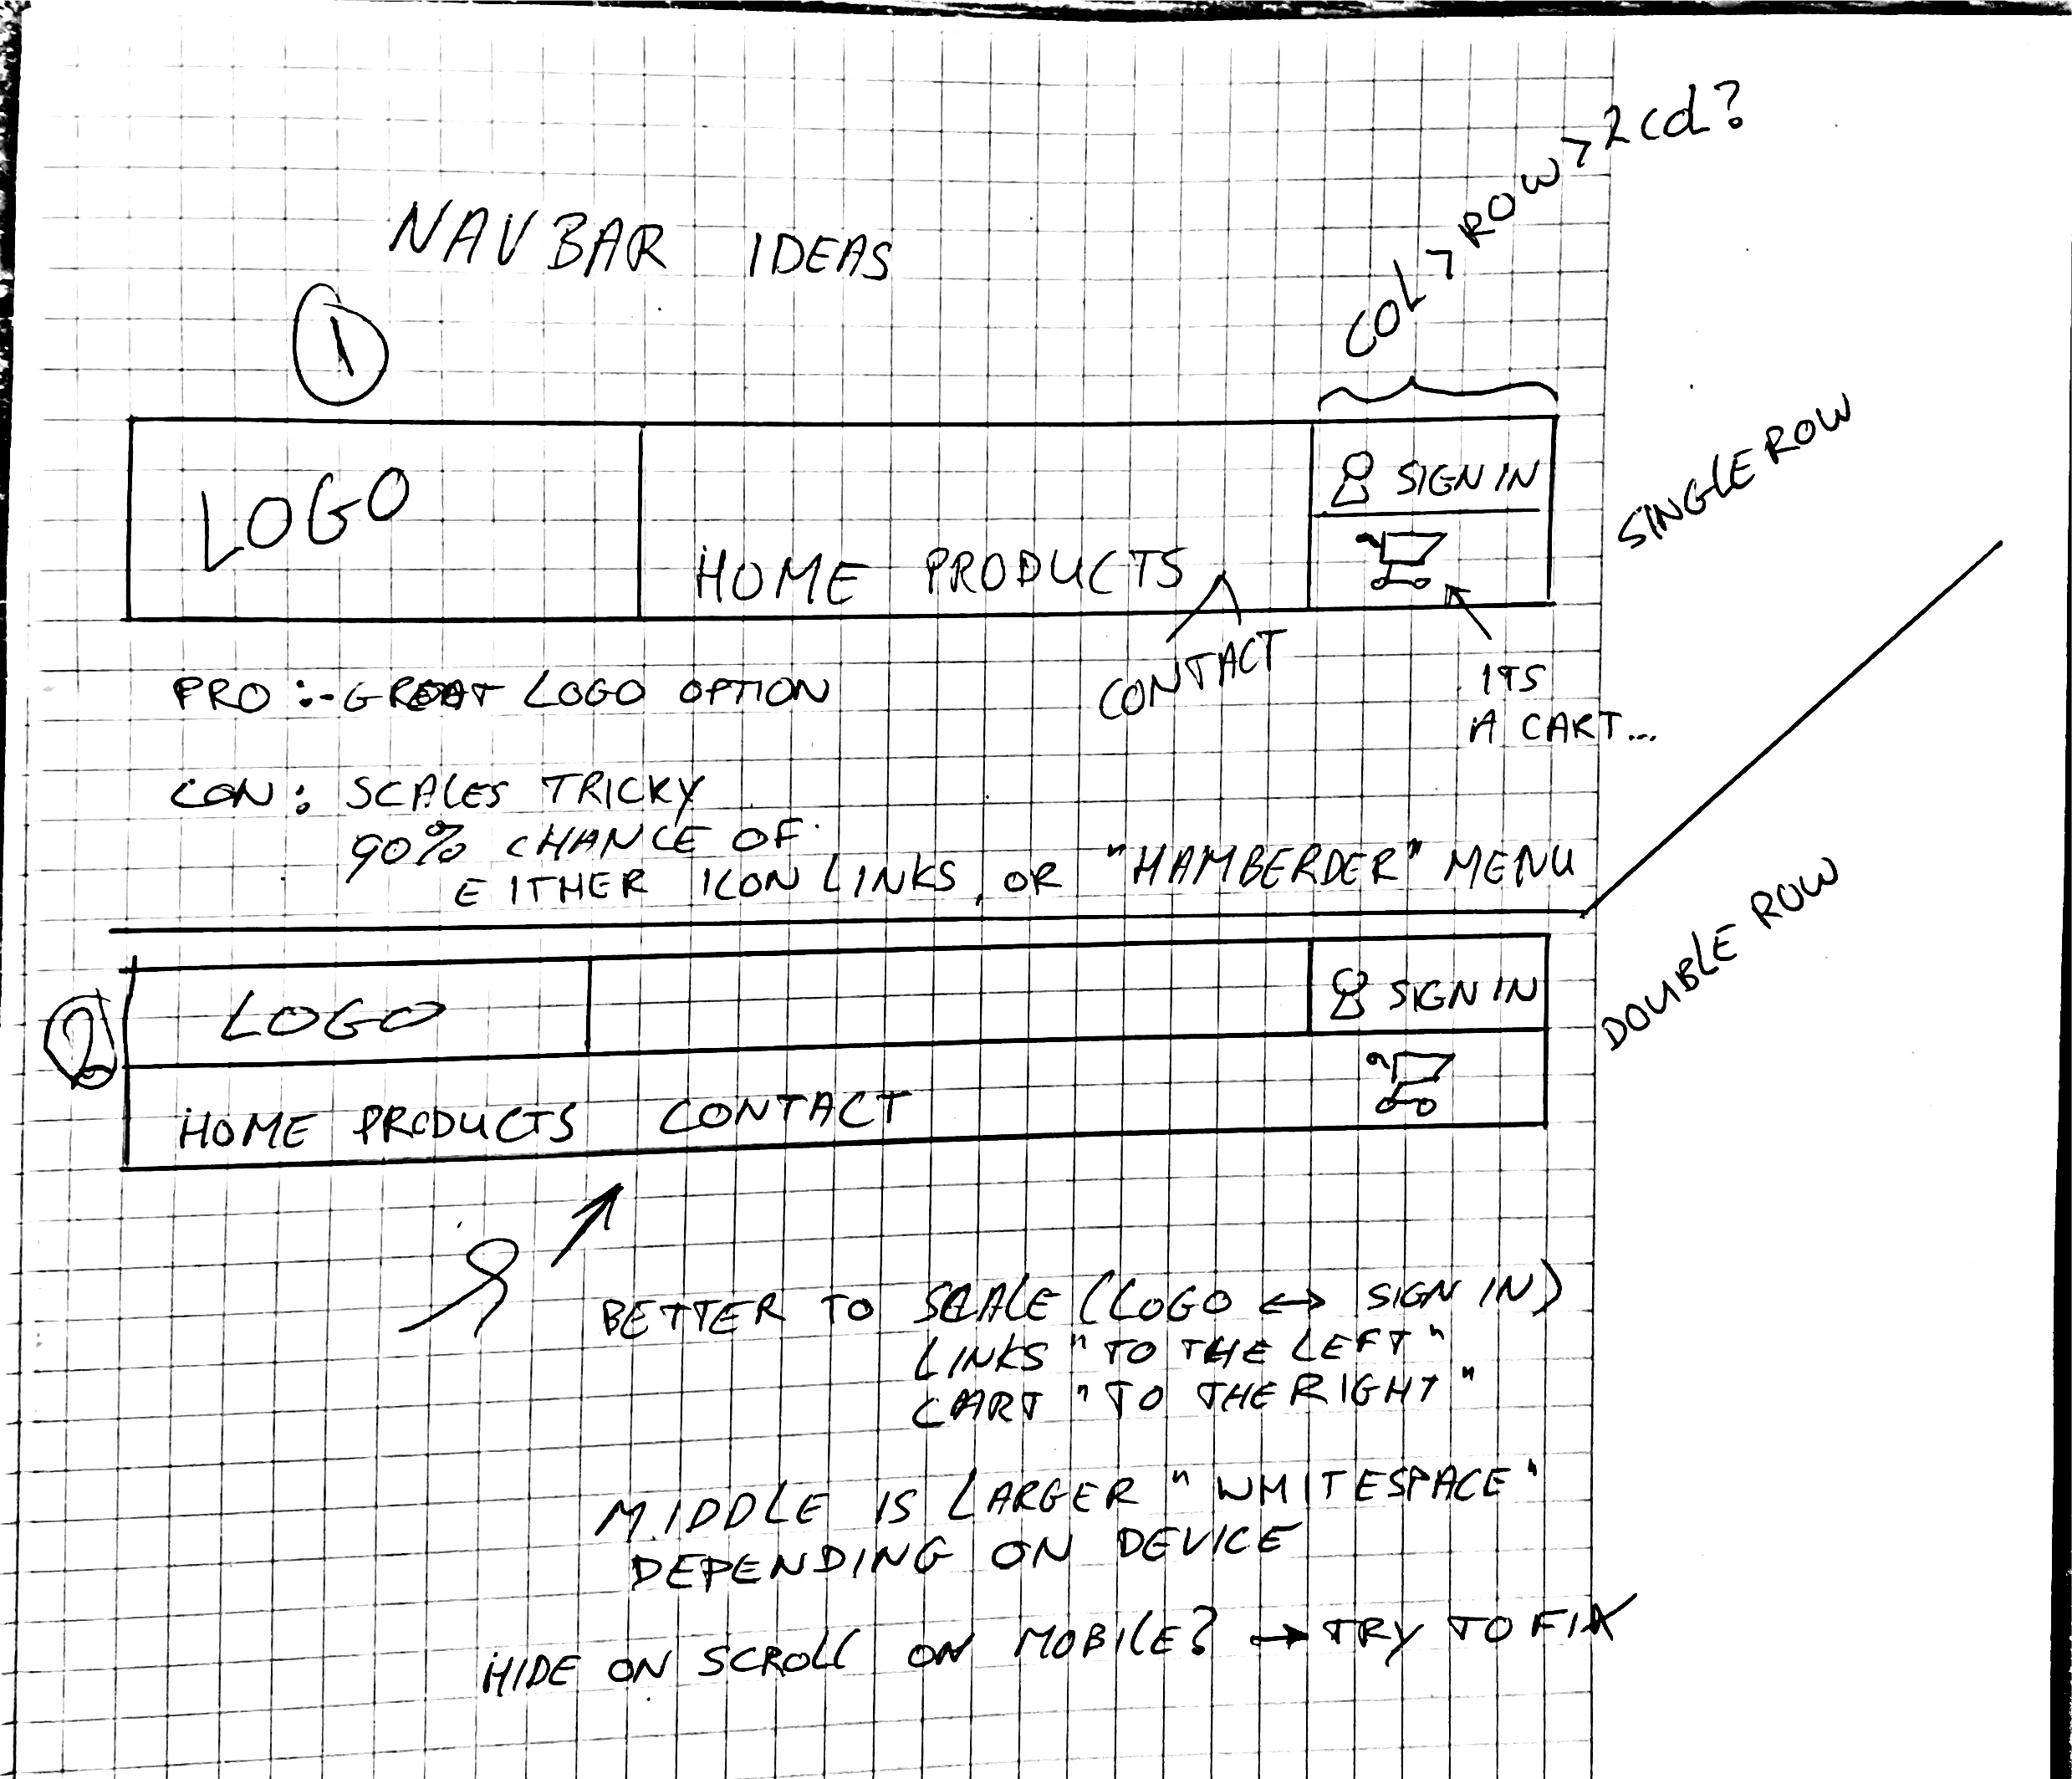 COL > ROW > 2 col?
NAVBAR IDEAS
1
SINGLE ROW
LOGO
SIGN IN
HOME PRODUCTS
CONTACT
ITS
A CART...
PRO :- GREAT LOGO OPTION
CON: SCALES TRICKY
90% CHANCE OF
EITHER ICON LINKS, OR "HAMBERDER" MENU
DOUBLE ROW
2
LOGO
SIGN IN
HOME PRODUCTS CONTACT
BETTER TO SCALE (LOGO ↔ SIGN IN)
LINKS "TO THE LEFT"
CART "TO THE RIGHT"
MIDDLE IS LARGER "WHITESPACE"
DEPENDING ON DEVICE
HIDE ON SCROLL ON MOBILE? → TRY TO FIX